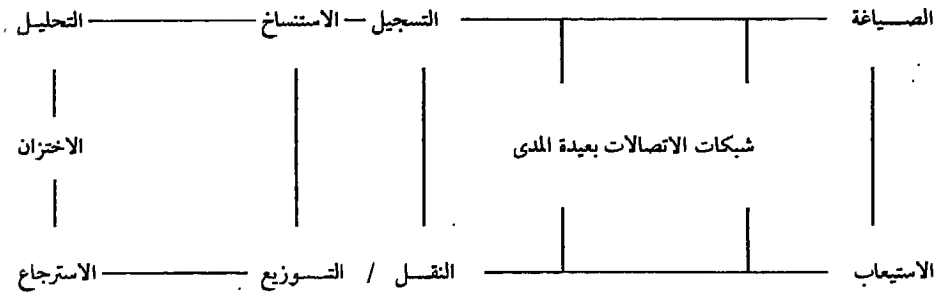 الصياغة التسجيل — الاستنساخ التحليل
شبكات الاتصالات بعيدة المدى الاختزان
الاستيعاب النقل / التوزيع الاسترجاع